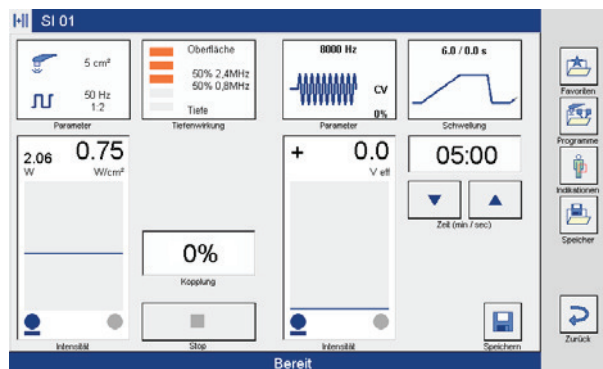 SI 01
5 cm²
50 Hz
1:2
Parameter
Oberfläche
50% 2,4MHz
50% 0,8MHz
Tiefe
Tiefenwirkung
8000 Hz
CV
0%
Parameter
6.0 / 0.0 s
Schwellung
2.06 0.75
W W/cm²
Intensität
0%
Kopplung
Stop
+ 0.0
V eff
Intensität
05:00
Zeit (min / sec)
Speichern
Favoriten
Programme
Indikationen
Speicher
Zurück
Bereit